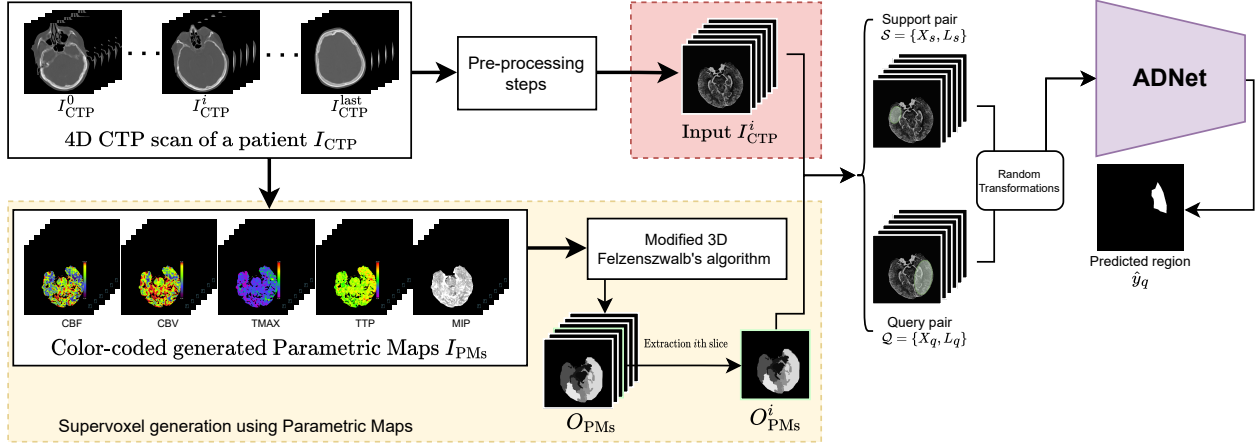 I⁰_CTP
I^i_CTP
I^last_CTP
4D CTP scan of a patient I_CTP
Pre-processing
steps
Input I^i_CTP
Support pair
S = {X_s, L_s}
ADNet
Random
Transformations
Predicted region
ŷ_q
Query pair
Q = {X_q, L_q}
CBF
CBV
TMAX
TTP
MIP
Color-coded generated Parametric Maps I_PMs
Modified 3D
Felzenszwalb's algorithm
Extraction ith slice
O_PMs
O^i_PMs
Supervoxel generation using Parametric Maps